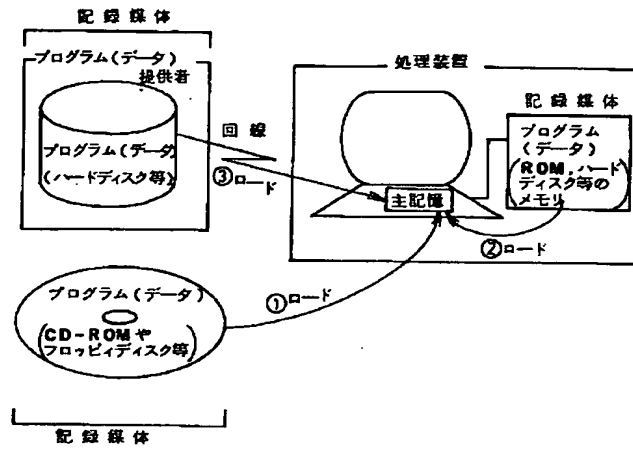 記録媒体
プログラム(データ)
提供者
プログラム(データ)
(ハードディスク等)
回線
③ロード
処理装置
主記憶
記録媒体
プログラム
(データ)
(ROM,ハード
ディスク等の
メモリ)
②ロード
プログラム(データ)
(CD-ROMや
フロッピィディスク等)
①ロード
記録媒体